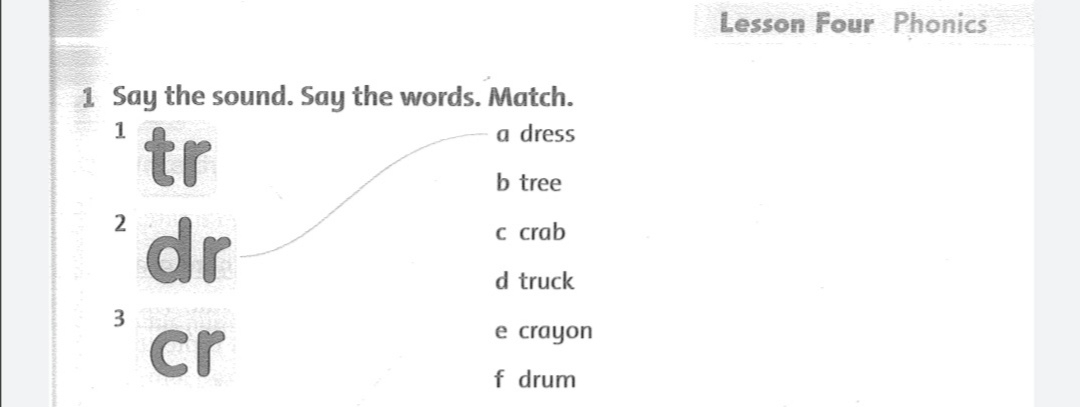 Lesson Four Phonics
1 Say the sound. Say the words. Match.
1 tr
a dress
b tree
2 dr
c crab
d truck
3 cr
e crayon
f drum